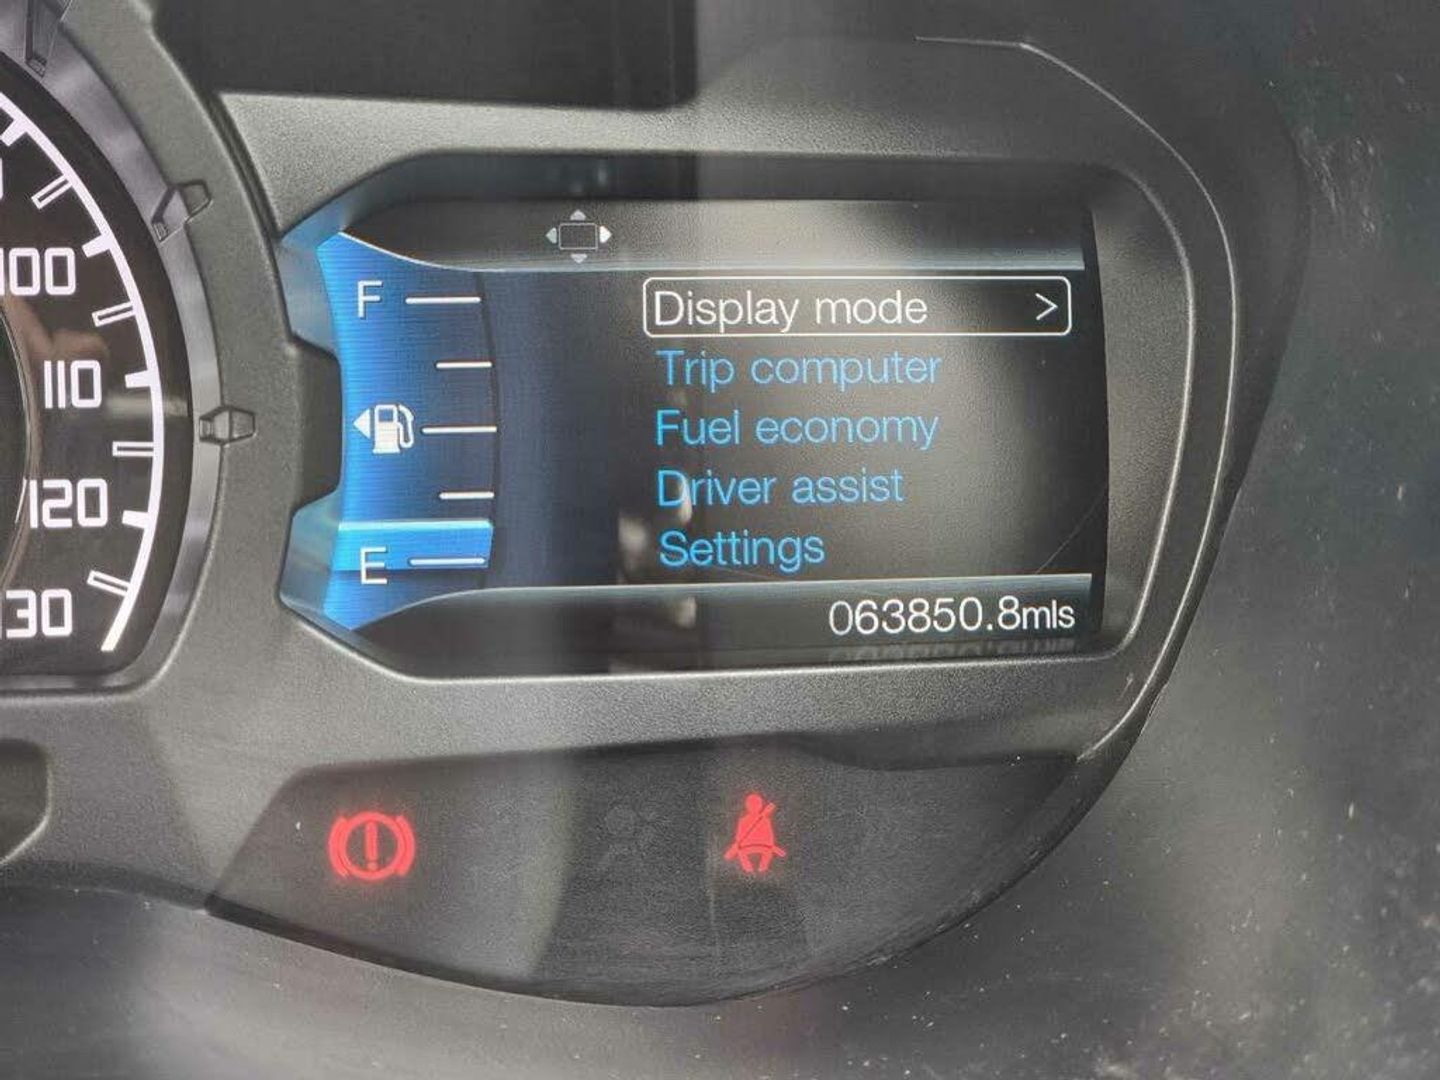 100
110
120
130
F
E
Display mode >
Trip computer
Fuel economy
Driver assist
Settings
063850.8mls